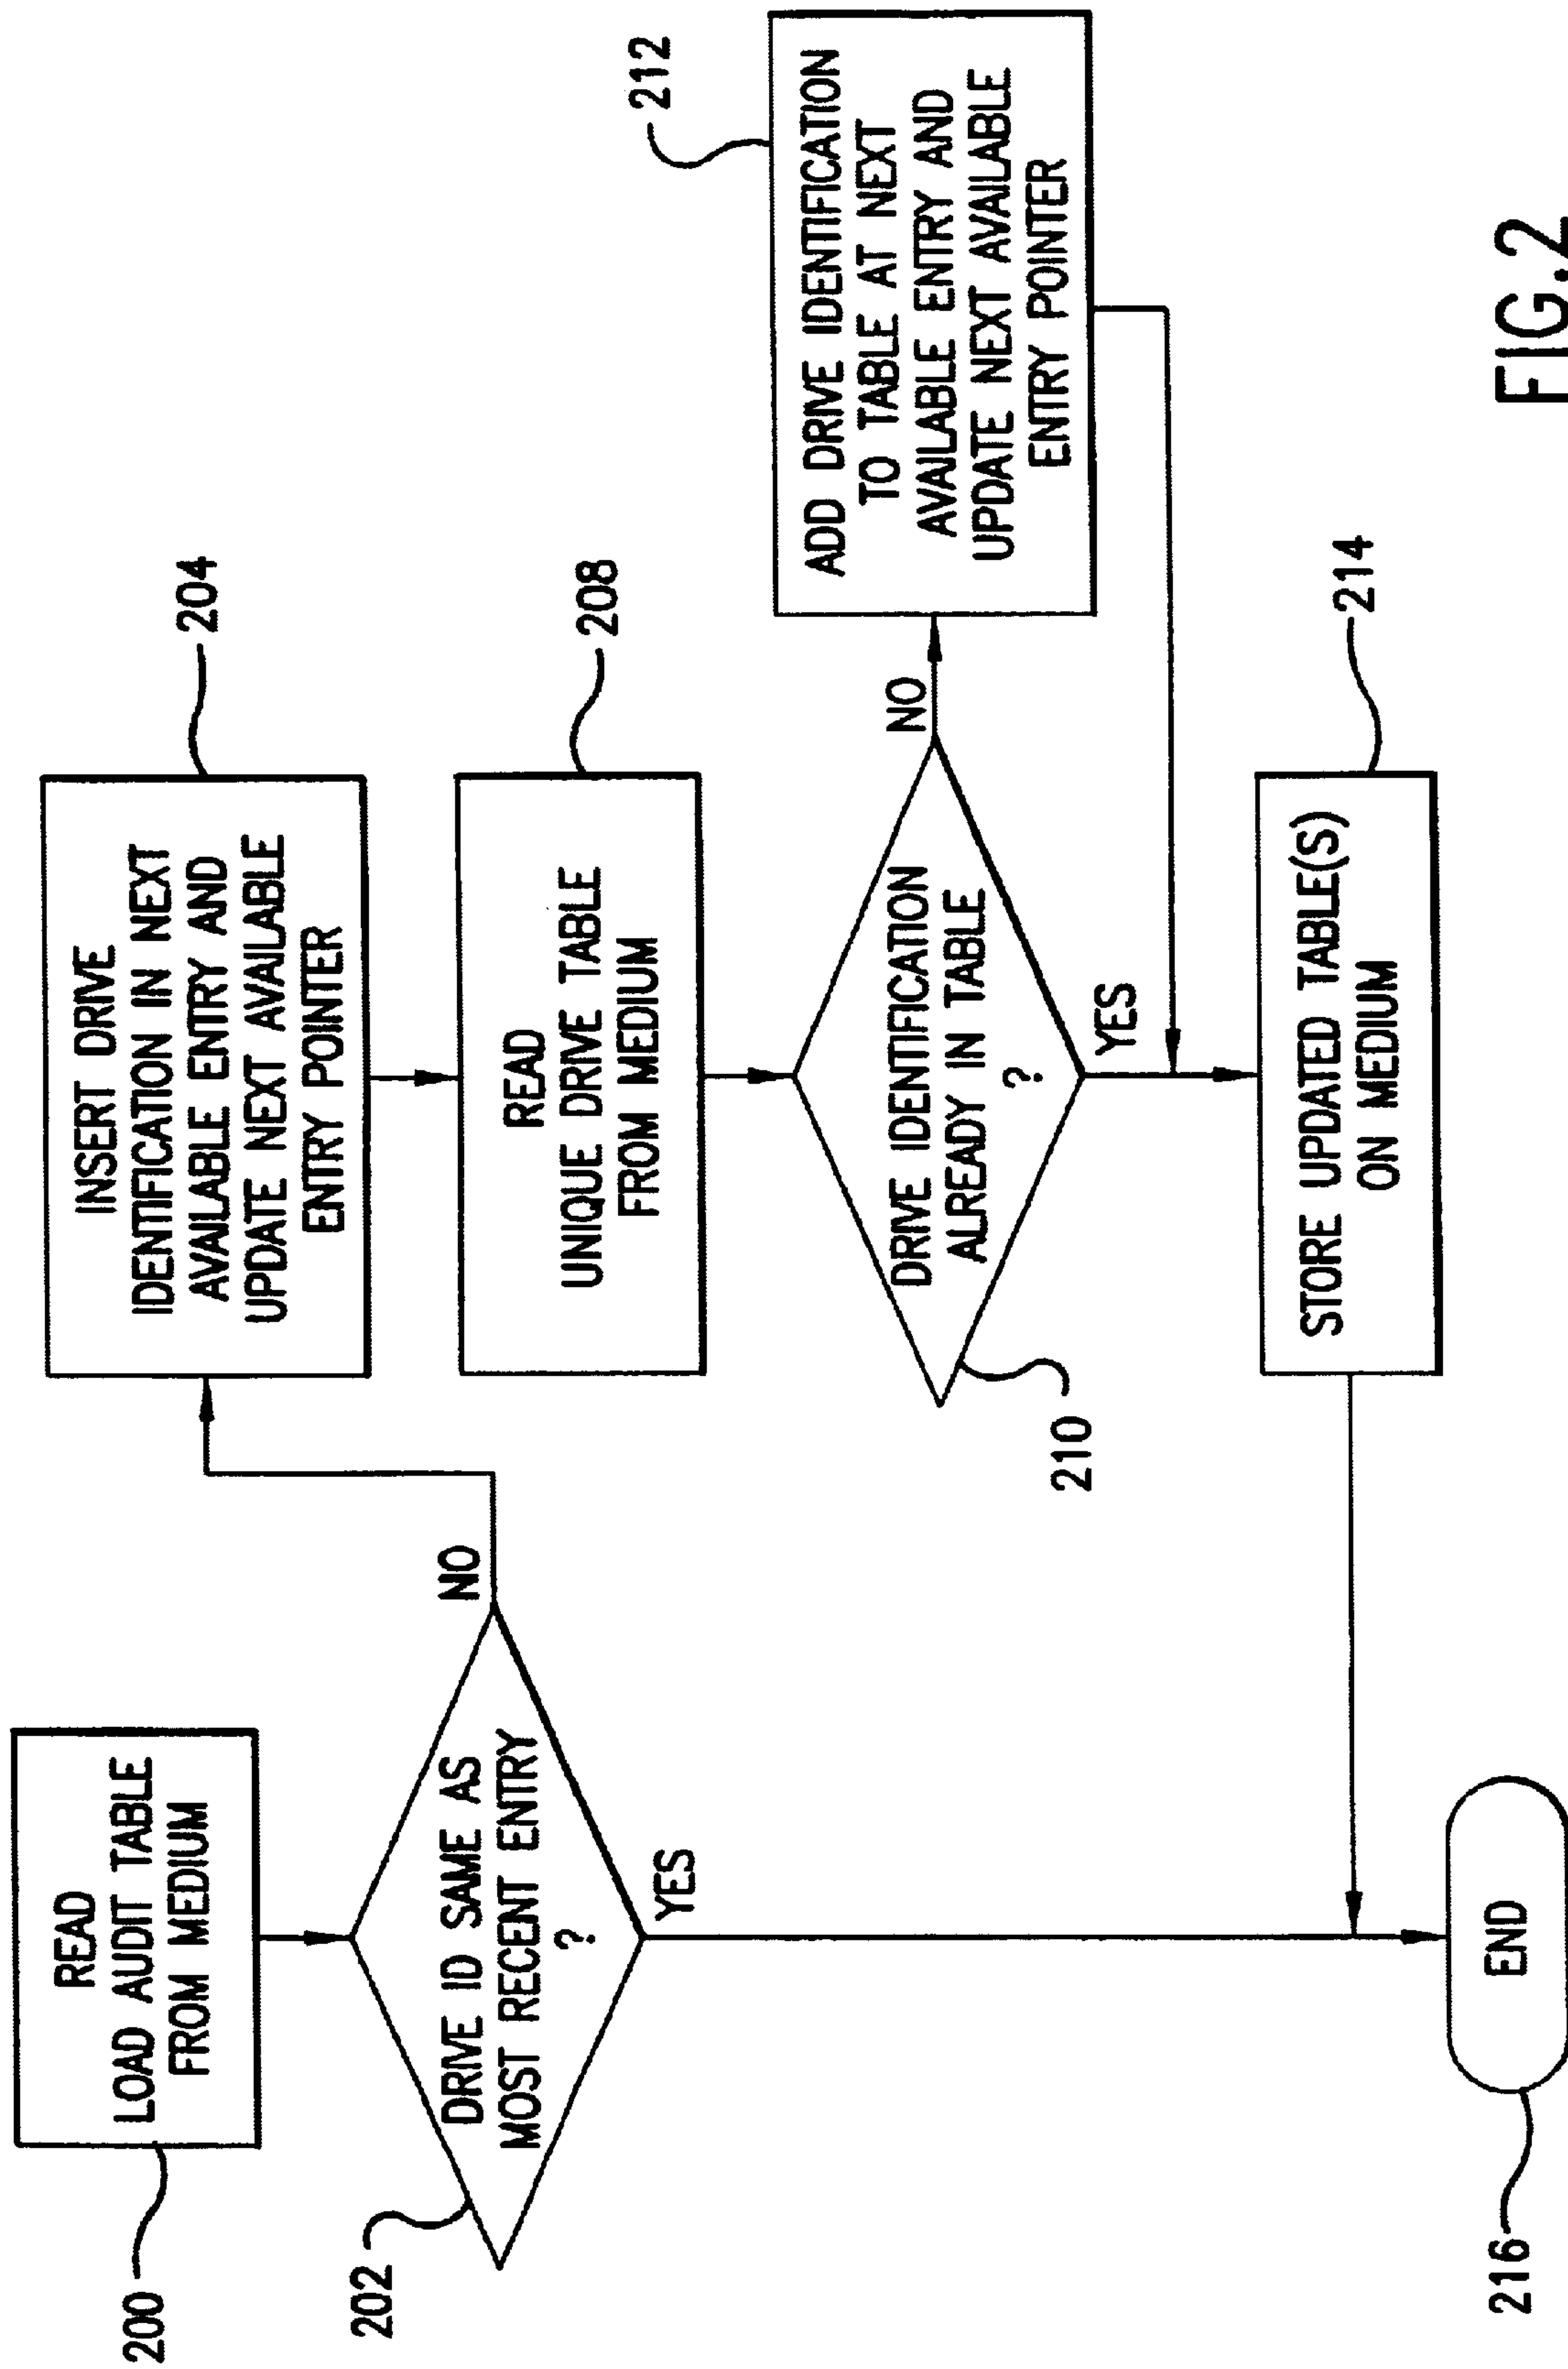 200
READ
LOAD AUDIT TABLE
FROM MEDIUM
202
DRIVE ID SAME AS
MOST RECENT ENTRY
?
NO
YES
204
INSERT DRIVE
IDENTIFICATION IN NEXT
AVAILABLE ENTRY AND
UPDATE NEXT AVAILABLE
ENTRY POINTER
208
READ
UNIQUE DRIVE TABLE
FROM MEDIUM
210
DRIVE IDENTIFICATION
ALREADY IN TABLE
?
NO
YES
212
ADD DRIVE IDENTIFICATION
TO TABLE AT NEXT
AVAILABLE ENTRY AND
UPDATE NEXT AVAILABLE
ENTRY POINTER
214
STORE UPDATED TABLE(S)
ON MEDIUM
216
END
FIG.2